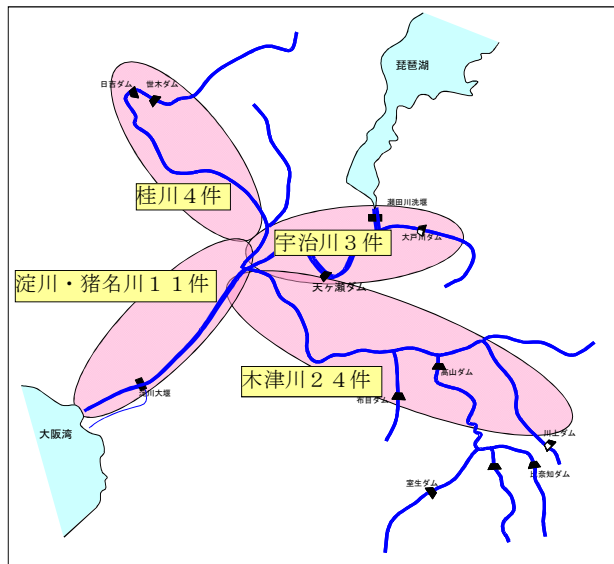 琵琶湖
日吉ダム
世木ダム
桂川４件
瀬田川洗堰
大戸川ダム
宇治川３件
淀川・猪名川１１件
天ヶ瀬ダム
木津川２４件
高山ダム
布目ダム
淀川大堰
大阪湾
川上ダム
比奈知ダム
室生ダム